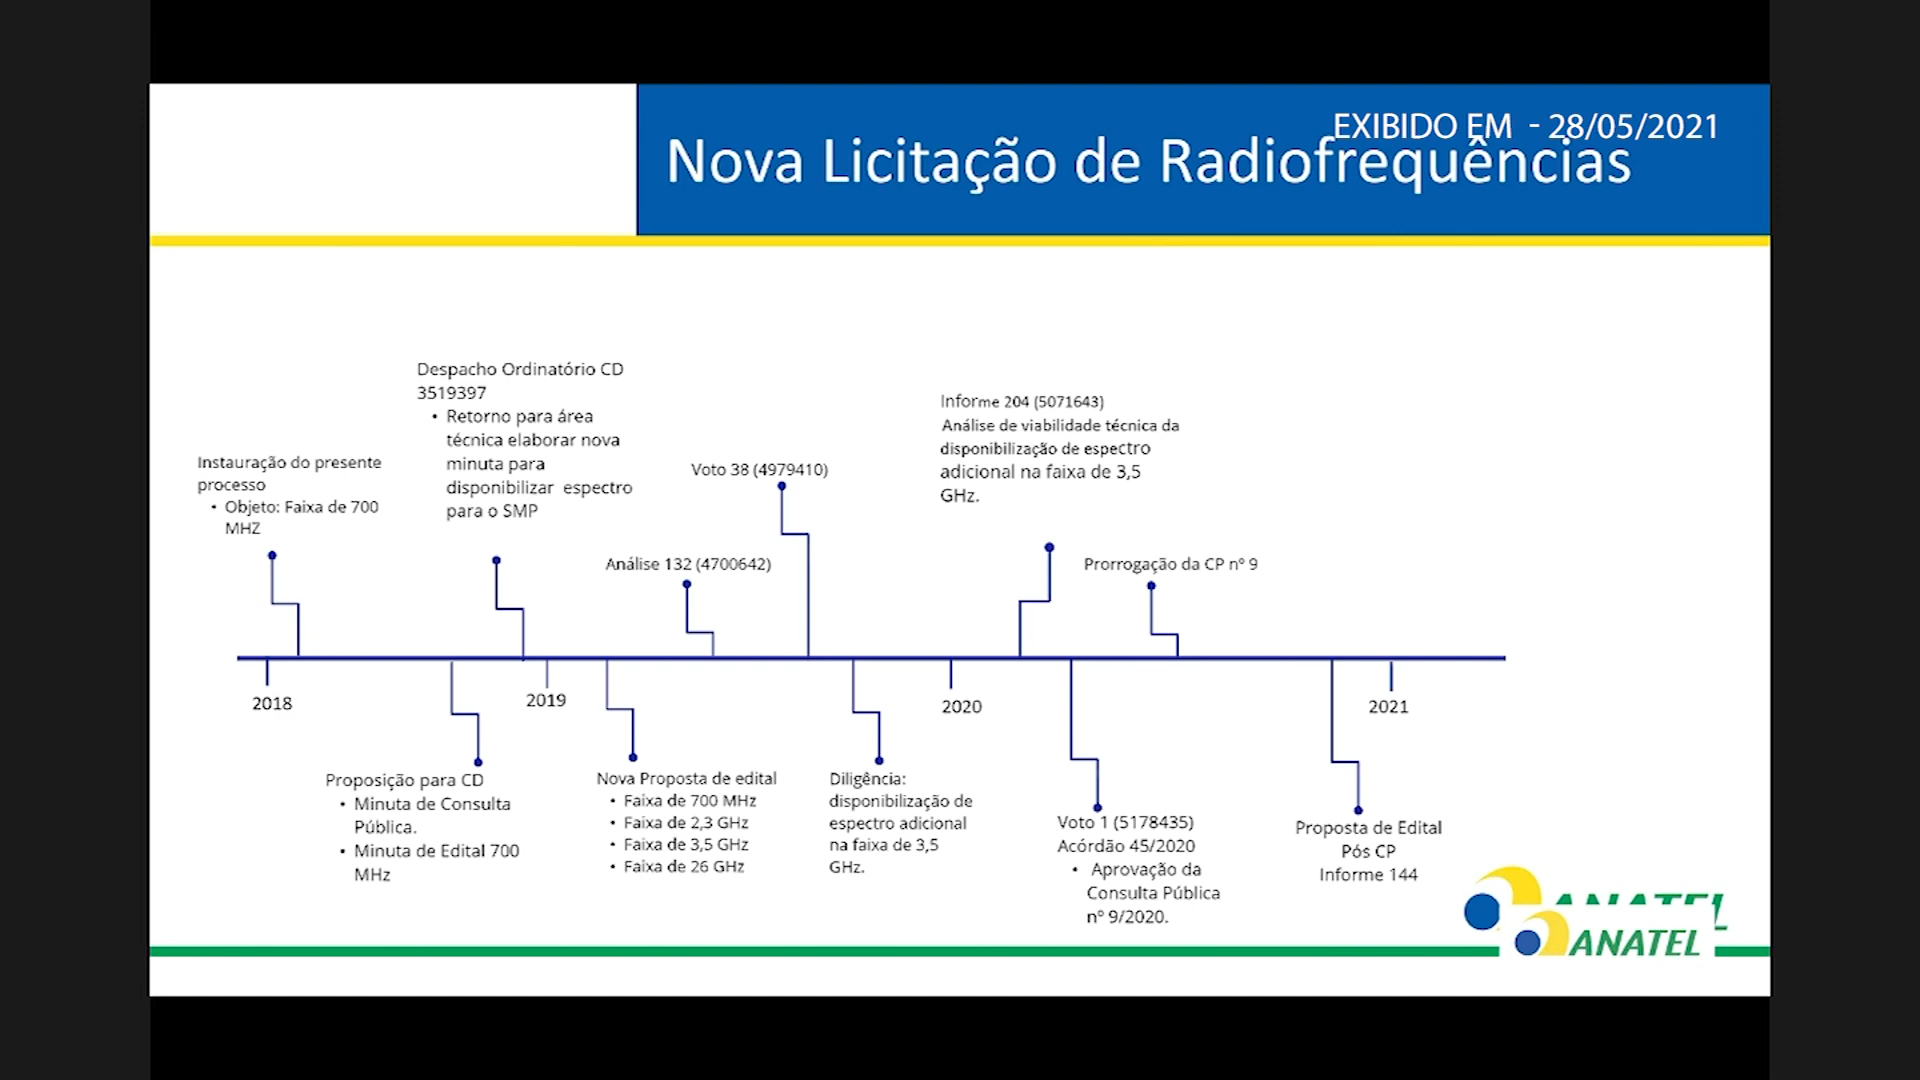 EXIBIDO EM - 28/05/2021
Nova Licitação de Radiofrequências
Despacho Ordinatório CD
3519397
• Retorno para área
técnica elaborar nova
minuta para
disponibilizar espectro
para o SMP
Informe 204 (5071643)
Análise de viabilidade técnica da
disponibilização de espectro
adicional na faixa de 3,5
GHz.
Instauração do presente
processo
• Objeto: Faixa de 700
MHZ
Voto 38 (4979410)
Análise 132 (4700642)
Prorrogação da CP nº 9
2018
2019
2020
2021
Proposição para CD
• Minuta de Consulta
Pública.
• Minuta de Edital 700
MHz
Nova Proposta de edital
• Faixa de 700 MHz
• Faixa de 2,3 GHz
• Faixa de 3,5 GHz
• Faixa de 26 GHz
Diligência:
disponibilização de
espectro adicional
na faixa de 3,5
GHz.
Voto 1 (5178435)
Acórdão 45/2020
• Aprovação da
Consulta Pública
nº 9/2020.
Proposta de Edital
Pós CP
Informe 144
ANATEL
ANATEL